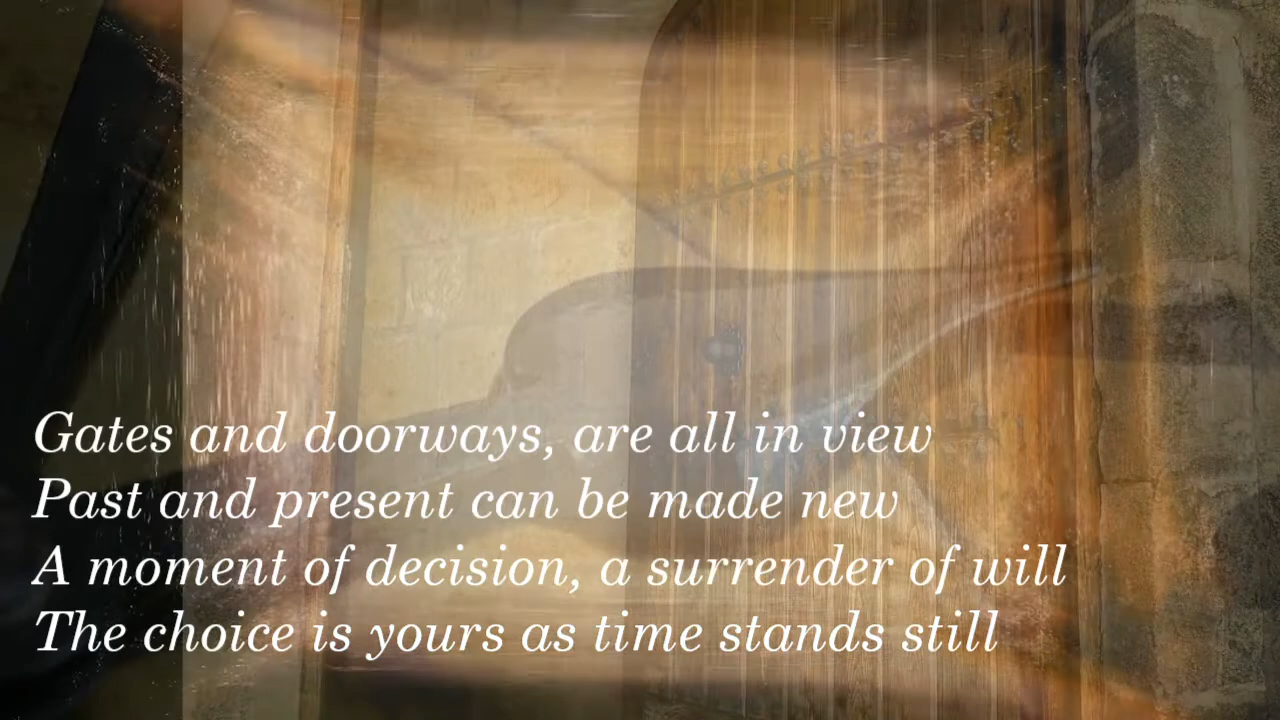 Gates and doorways, are all in view
Past and present can be made new
A moment of decision, a surrender of will
The choice is yours as time stands still